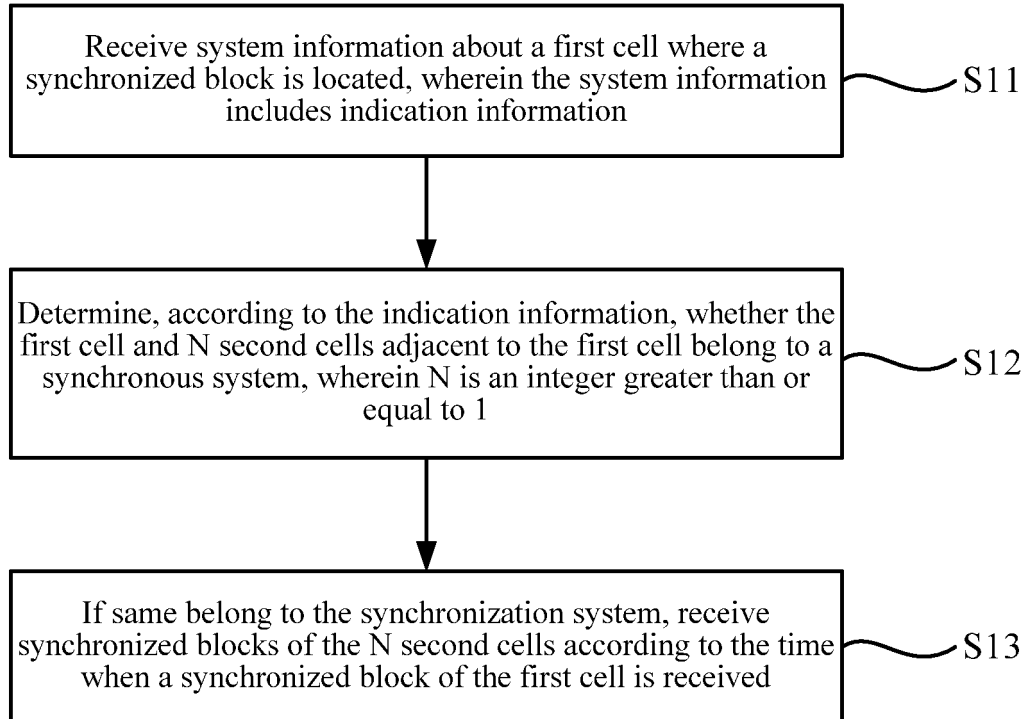 Receive system information about a first cell where a
synchronized block is located, wherein the system information
includes indication information
S11
Determine, according to the indication information, whether the
first cell and N second cells adjacent to the first cell belong to a
synchronous system, wherein N is an integer greater than or
equal to 1
S12
If same belong to the synchronization system, receive
synchronized blocks of the N second cells according to the time
when a synchronized block of the first cell is received
S13